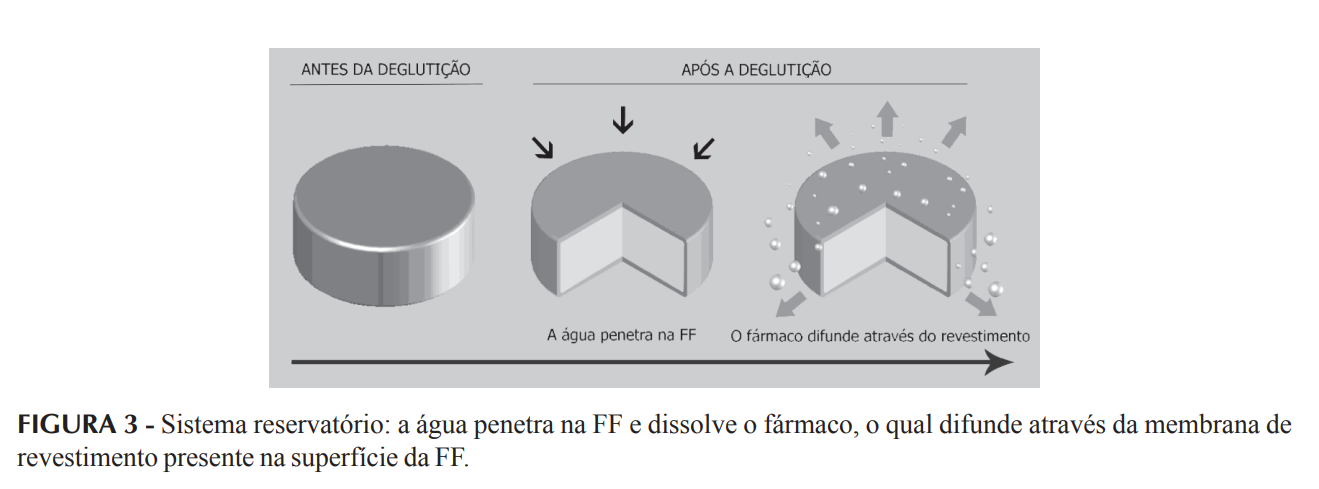 ANTES DA DEGLUTIÇÃO
APÓS A DEGLUTIÇÃO
A água penetra na FF
O fármaco difunde através do revestimento
FIGURA 3 - Sistema reservatório: a água penetra na FF e dissolve o fármaco, o qual difunde através da membrana de
revestimento presente na superfície da FF.